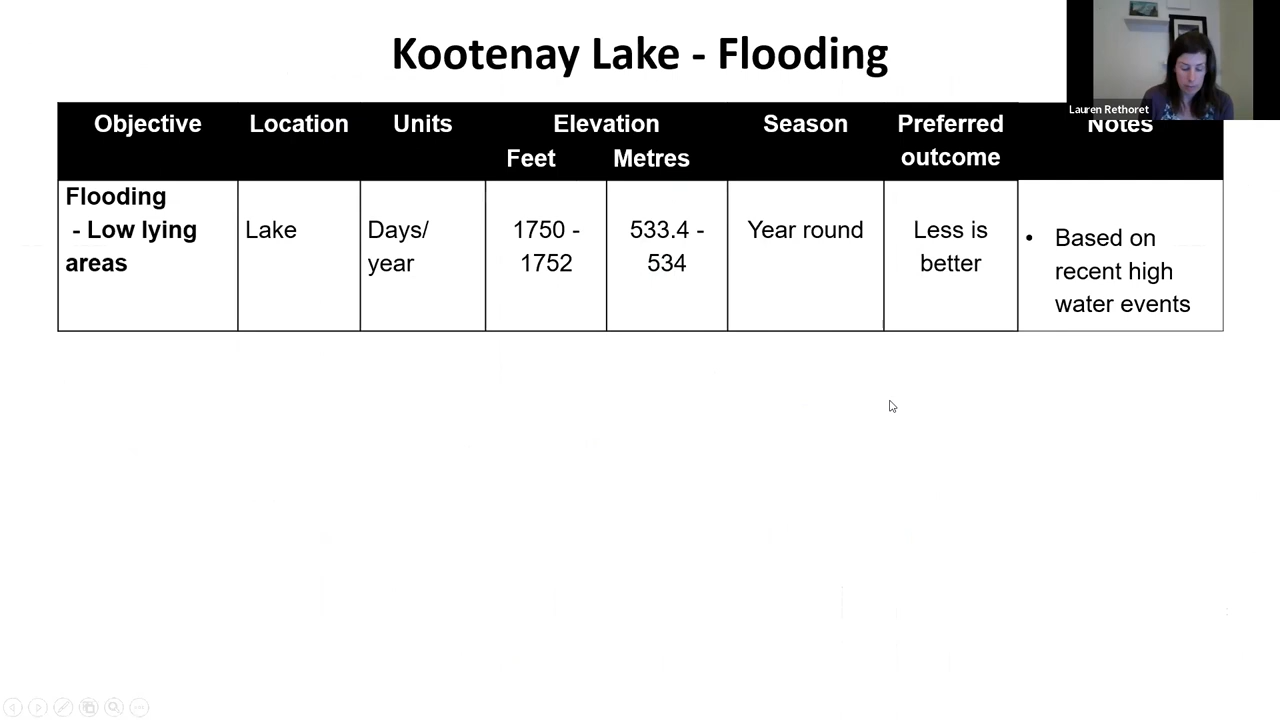 Kootenay Lake - Flooding
Lauren Rethoret
Objective Location Units Elevation Season Preferred outcome Notes
Feet Metres
Flooding
- Low lying
areas
Lake
Days/
year
1750 -
1752
533.4 -
534
Year round
Less is
better
• Based on
recent high
water events